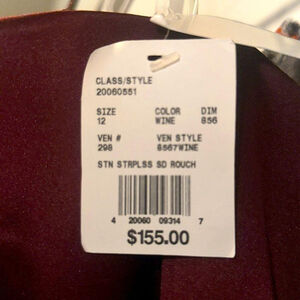 CLASS/STYLE
20060551
SIZE COLOR DIM
12 WINE 856
VEN # VEN STYLE
298 8567WINE
STN STRPLSS SD ROUCH
4 20060 09314 7
$155.00